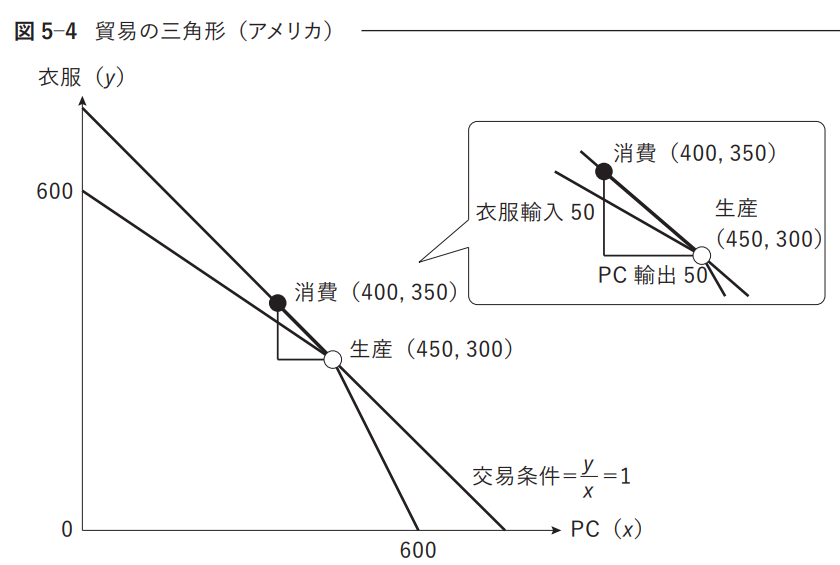 図 5-4 貿易の三角形（アメリカ）
衣服（y）
600
消費（400, 350）
衣服輸入 50
生産
（450, 300）
PC 輸出 50
消費（400, 350）
生産（450, 300）
交易条件=y/x=1
0
PC（x）
600